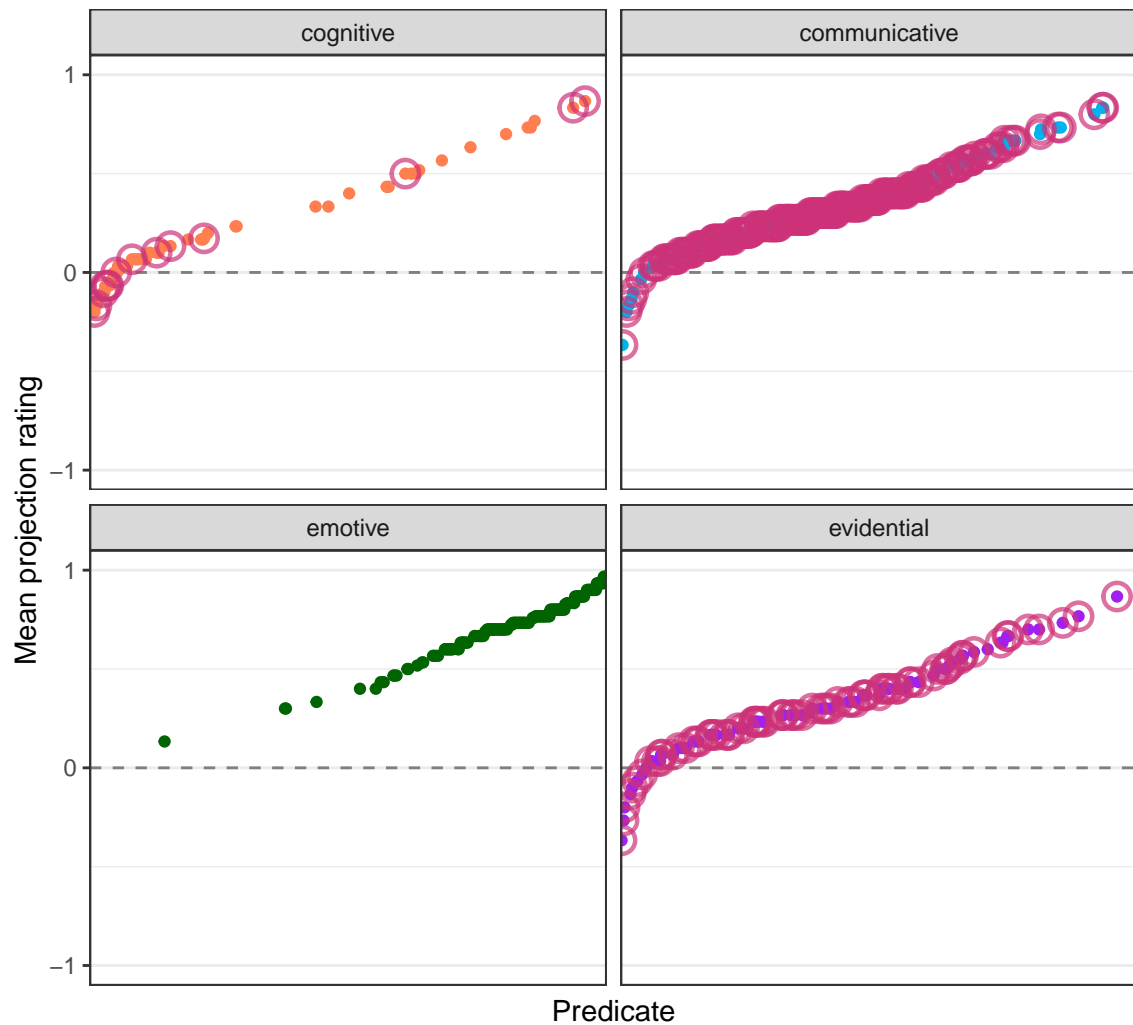 cognitive
communicative
1
0
−1
emotive
evidential
1
0
−1
Mean projection rating
Predicate